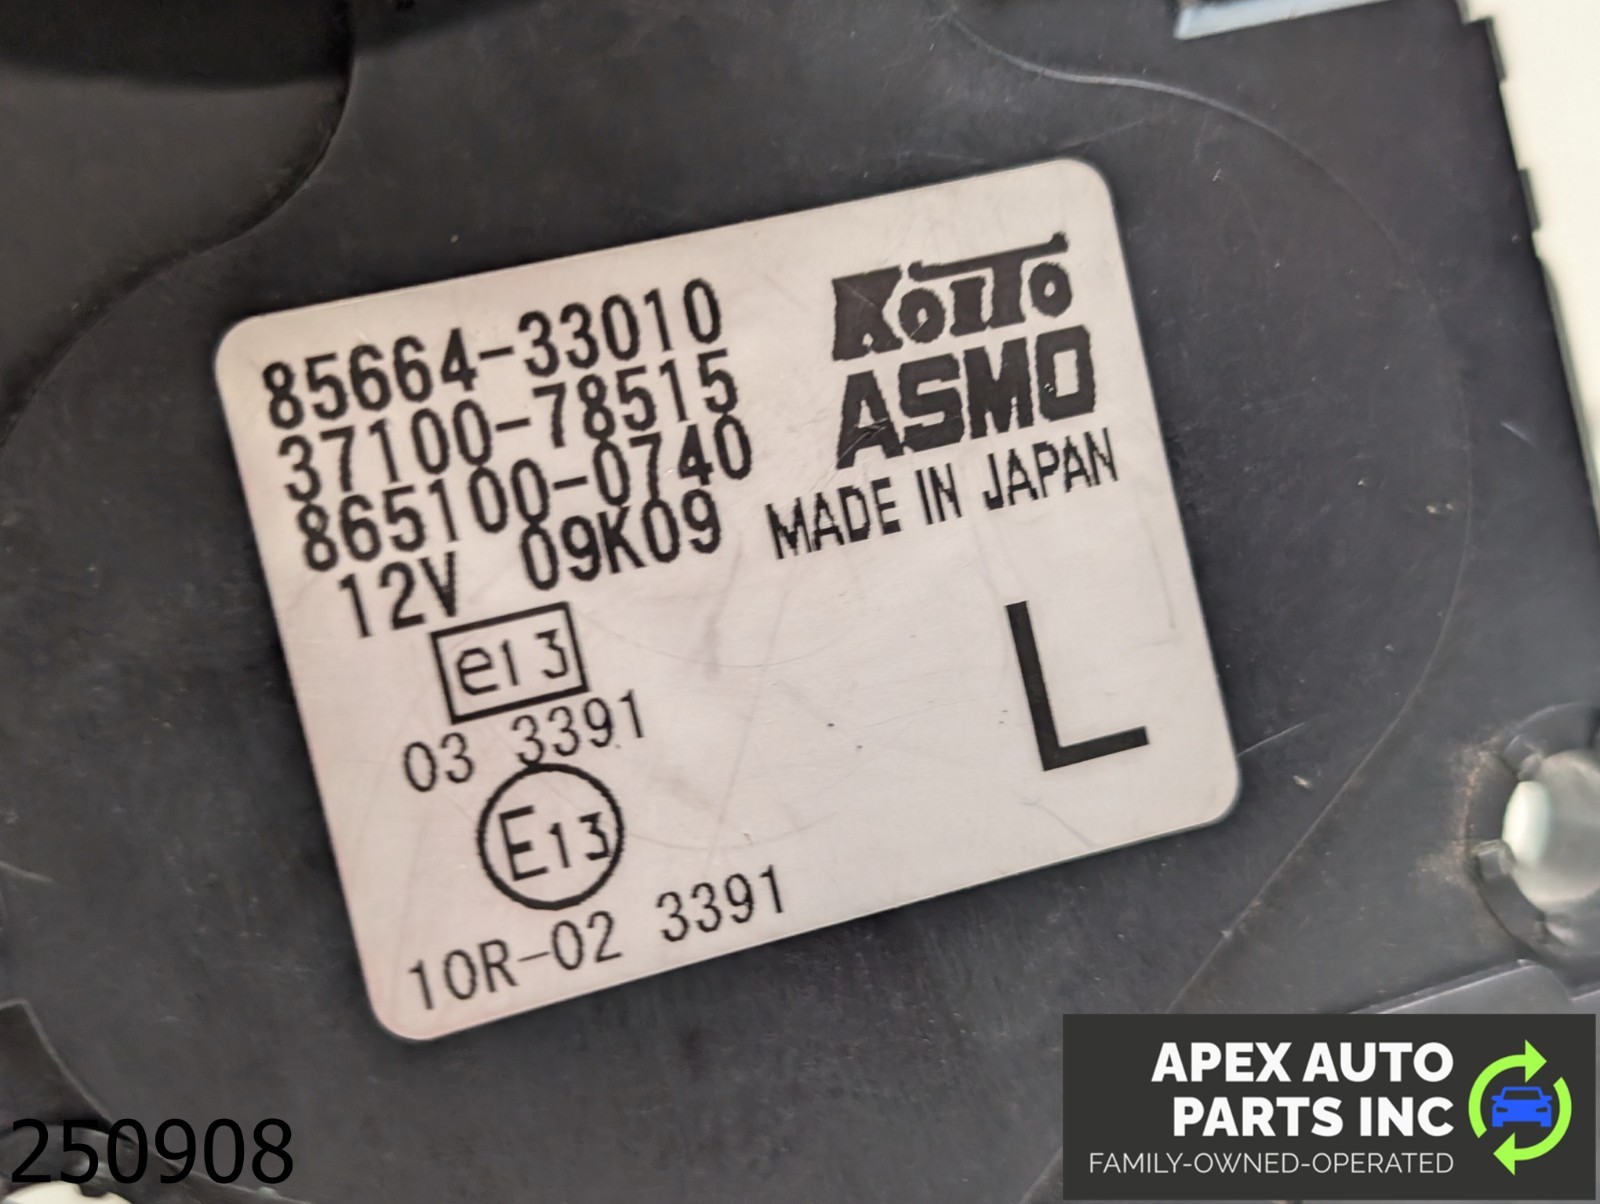 85664-33010
37100-78515
865100-0740
12V 09K09
KOITO
ASMO
MADE IN JAPAN
e13
03 3391
E13
10R-02 3391
L
250908
APEX AUTO
PARTS INC
FAMILY-OWNED-OPERATED